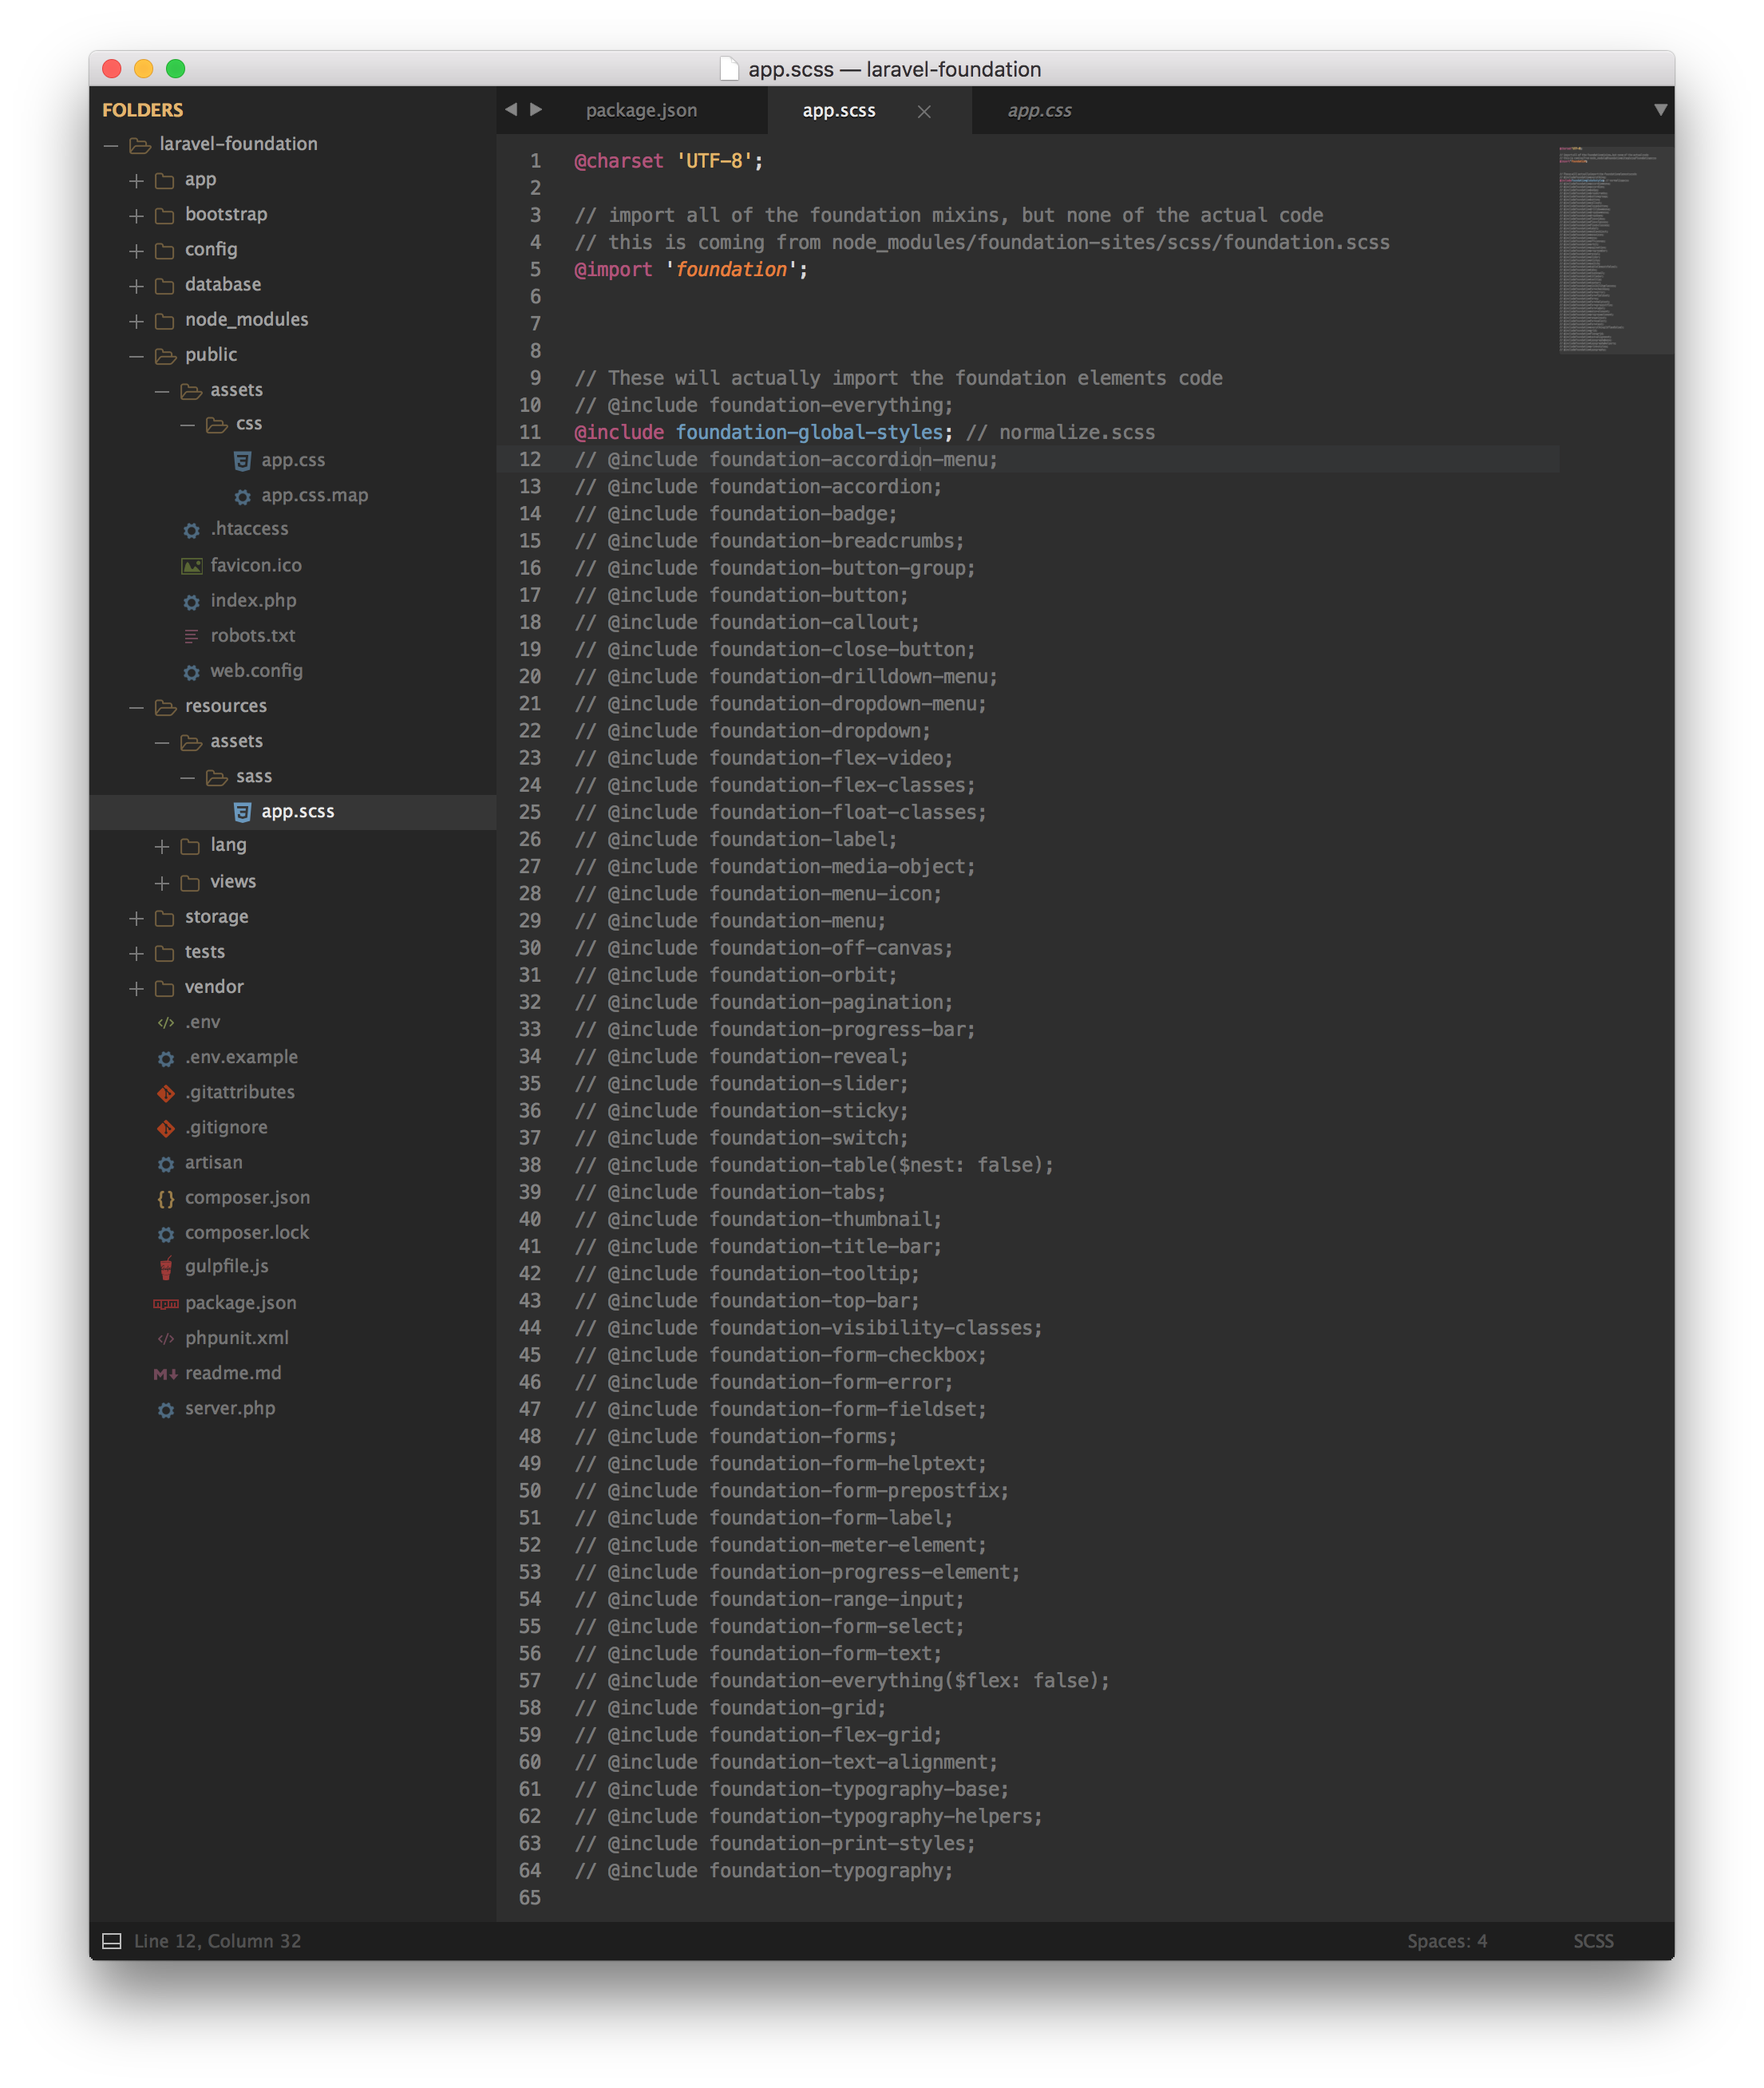 app.scss — laravel-foundation
FOLDERS
laravel-foundation
app
bootstrap
config
database
node_modules
public
assets
css
app.css
app.css.map
.htaccess
favicon.ico
index.php
robots.txt
web.config
resources
assets
sass
app.scss
lang
views
storage
tests
vendor
.env
.env.example
.gitattributes
.gitignore
artisan
composer.json
composer.lock
gulpfile.js
package.json
phpunit.xml
readme.md
server.php
package.json app.scss app.css
1 @charset 'UTF-8';
2
3 // import all of the foundation mixins, but none of the actual code
4 // this is coming from node_modules/foundation-sites/scss/foundation.scss
5 @import 'foundation';
6
7
8
9 // These will actually import the foundation elements code
10 // @include foundation-everything;
11 @include foundation-global-styles; // normalize.scss
12 // @include foundation-accordion-menu;
13 // @include foundation-accordion;
14 // @include foundation-badge;
15 // @include foundation-breadcrumbs;
16 // @include foundation-button-group;
17 // @include foundation-button;
18 // @include foundation-callout;
19 // @include foundation-close-button;
20 // @include foundation-drilldown-menu;
21 // @include foundation-dropdown-menu;
22 // @include foundation-dropdown;
23 // @include foundation-flex-video;
24 // @include foundation-flex-classes;
25 // @include foundation-float-classes;
26 // @include foundation-label;
27 // @include foundation-media-object;
28 // @include foundation-menu-icon;
29 // @include foundation-menu;
30 // @include foundation-off-canvas;
31 // @include foundation-orbit;
32 // @include foundation-pagination;
33 // @include foundation-progress-bar;
34 // @include foundation-reveal;
35 // @include foundation-slider;
36 // @include foundation-sticky;
37 // @include foundation-switch;
38 // @include foundation-table($nest: false);
39 // @include foundation-tabs;
40 // @include foundation-thumbnail;
41 // @include foundation-title-bar;
42 // @include foundation-tooltip;
43 // @include foundation-top-bar;
44 // @include foundation-visibility-classes;
45 // @include foundation-form-checkbox;
46 // @include foundation-form-error;
47 // @include foundation-form-fieldset;
48 // @include foundation-forms;
49 // @include foundation-form-helptext;
50 // @include foundation-form-prepostfix;
51 // @include foundation-form-label;
52 // @include foundation-meter-element;
53 // @include foundation-progress-element;
54 // @include foundation-range-input;
55 // @include foundation-form-select;
56 // @include foundation-form-text;
57 // @include foundation-everything($flex: false);
58 // @include foundation-grid;
59 // @include foundation-flex-grid;
60 // @include foundation-text-alignment;
61 // @include foundation-typography-base;
62 // @include foundation-typography-helpers;
63 // @include foundation-print-styles;
64 // @include foundation-typography;
65
Line 12, Column 32 Spaces: 4 SCSS